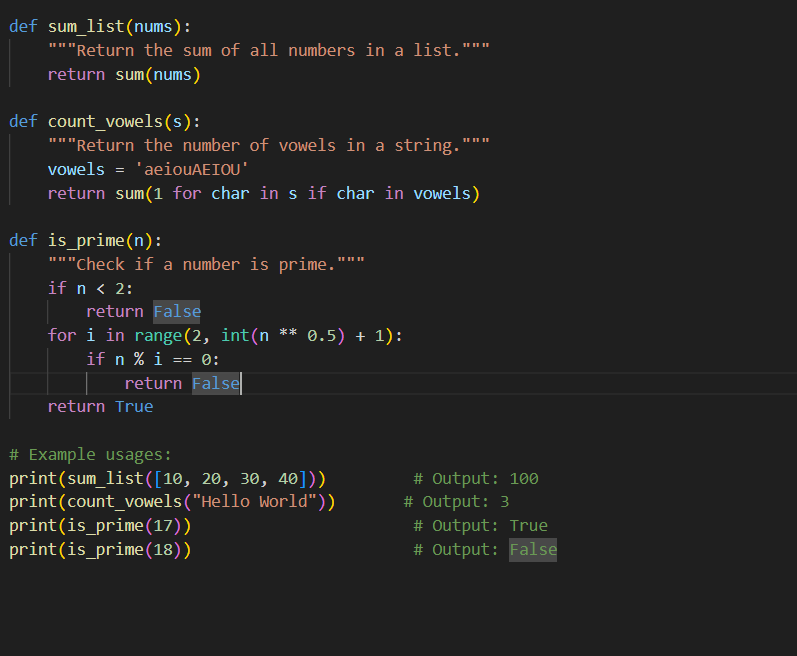 def sum_list(nums):
    """Return the sum of all numbers in a list."""
    return sum(nums)

def count_vowels(s):
    """Return the number of vowels in a string."""
    vowels = 'aeiouAEIOU'
    return sum(1 for char in s if char in vowels)

def is_prime(n):
    """Check if a number is prime."""
    if n < 2:
        return False
    for i in range(2, int(n ** 0.5) + 1):
        if n % i == 0:
            return False
    return True

# Example usages:
print(sum_list([10, 20, 30, 40]))         # Output: 100
print(count_vowels("Hello World"))       # Output: 3
print(is_prime(17))                       # Output: True
print(is_prime(18))                       # Output: False